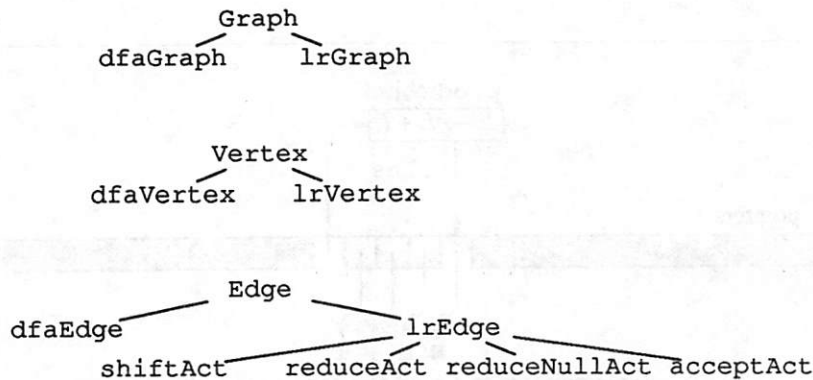 Graph
dfaGraph lrGraph
Vertex
dfaVertex lrVertex
Edge
dfaEdge lrEdge
shiftAct reduceAct reduceNullAct acceptAct